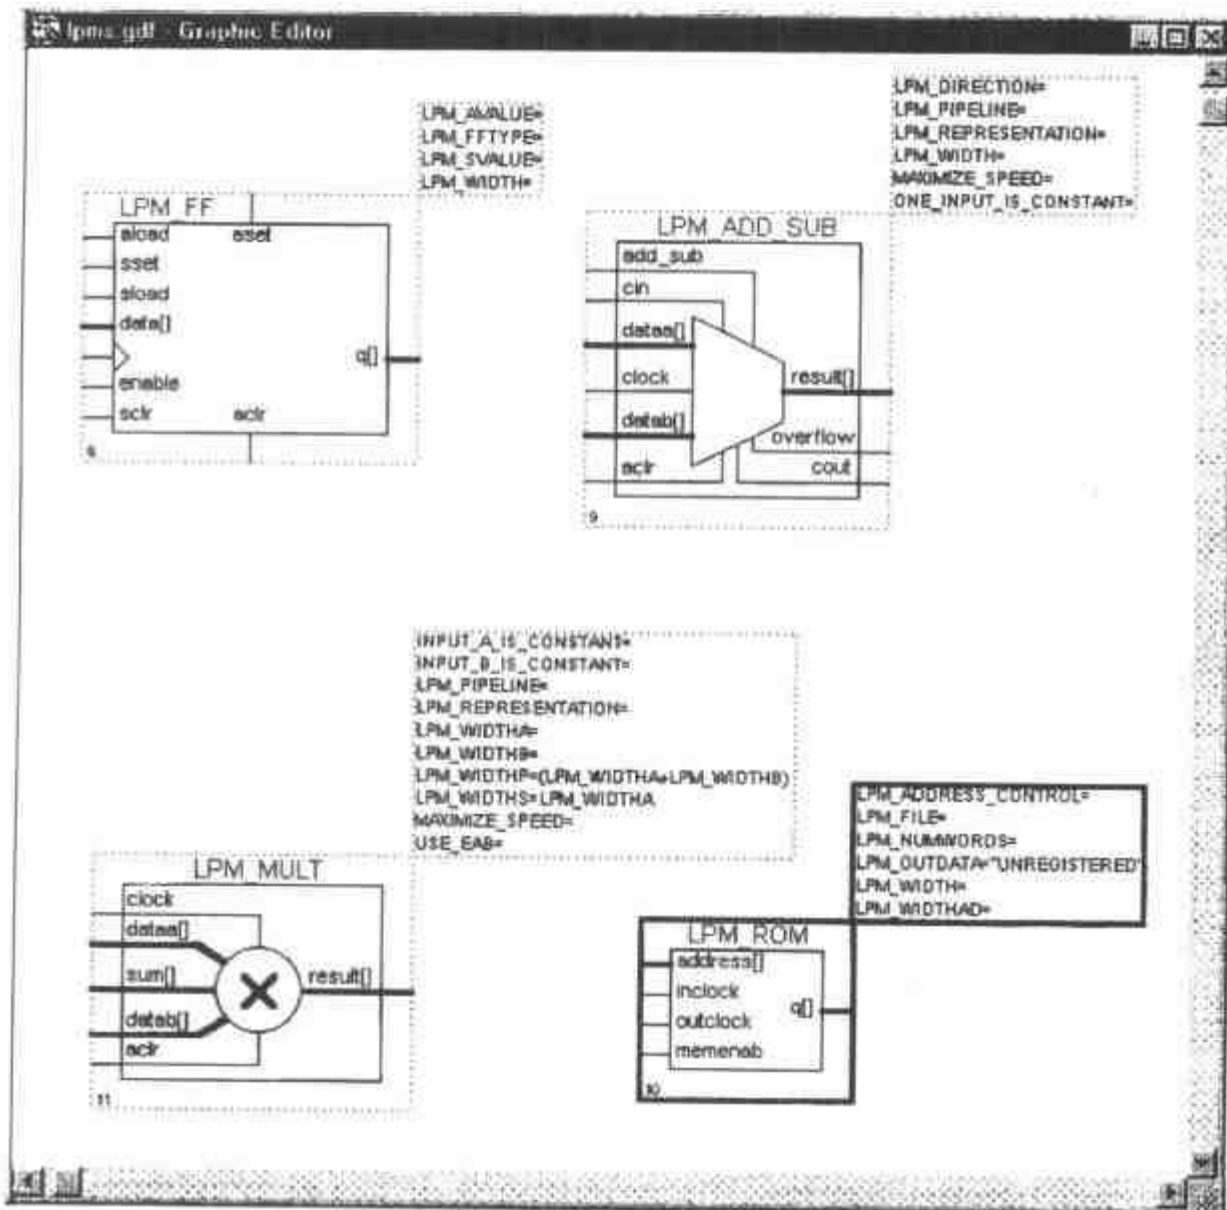 lpms.gdf - Graphic Editor
LPM_AVALUE=
LPM_FFTYPE=
LPM_SVALUE=
LPM_WIDTH=
LPM_FF
aload aset
sset
sload
data[]
q[]
enable
sclr aclr
6
LPM_DIRECTION=
LPM_PIPELINE=
LPM_REPRESENTATION=
LPM_WIDTH=
MAXIMIZE_SPEED=
ONE_INPUT_IS_CONSTANT=
LPM_ADD_SUB
add_sub
cin
dataa[]
clock result[]
datab[]
overflow
aclr cout
9
INPUT_A_IS_CONSTANT=
INPUT_B_IS_CONSTANT=
LPM_PIPELINE=
LPM_REPRESENTATION=
LPM_WIDTHA=
LPM_WIDTHB=
LPM_WIDTHP=(LPM_WIDTHA+LPM_WIDTHB)
LPM_WIDTHS=LPM_WIDTHA
MAXIMIZE_SPEED=
USE_EAB=
LPM_MULT
clock
dataa[]
sum[] result[]
datab[]
aclr
11
LPM_ADDRESS_CONTROL=
LPM_FILE=
LPM_NUMWORDS=
LPM_OUTDATA="UNREGISTERED"
LPM_WIDTH=
LPM_WIDTHAD=
LPM_ROM
address[]
inclock
q[]
outclock
memenab
10